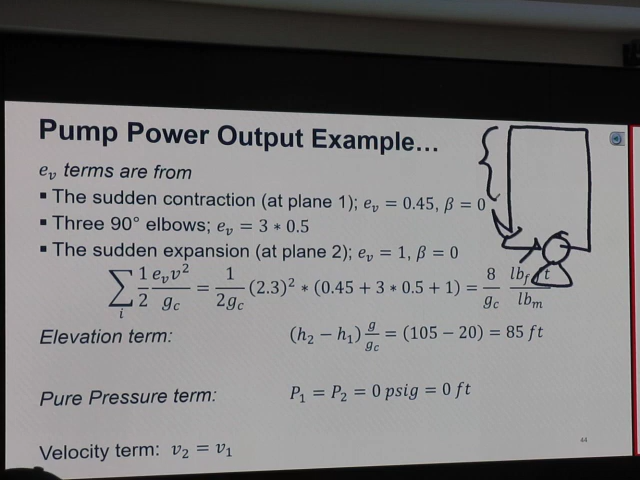 Pump Power Output Example...
e_v terms are from
▪ The sudden contraction (at plane 1); e_v = 0.45, β = 0
▪ Three 90° elbows; e_v = 3 * 0.5
▪ The sudden expansion (at plane 2); e_v = 1, β = 0
∑_i 1/2 e_v v²/g_c = 1/2g_c (2.3)² * (0.45 + 3 * 0.5 + 1) = 8/g_c lb_f ft/lb_m
Elevation term: (h₂ − h₁) g/g_c = (105 − 20) = 85 ft
Pure Pressure term: P₁ = P₂ = 0 psig = 0 ft
Velocity term: v₂ = v₁
44